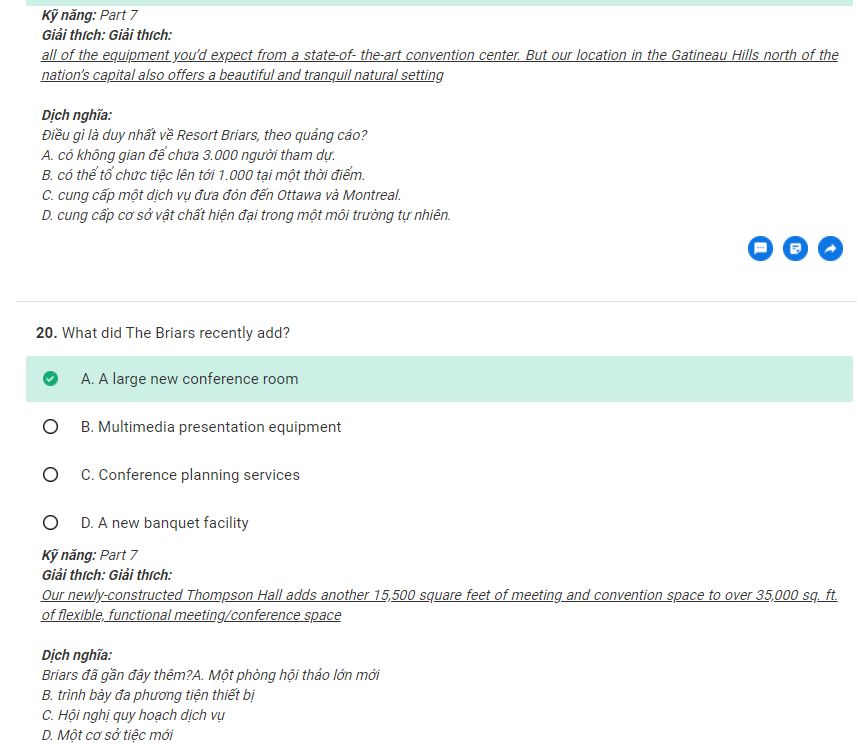 Kỹ năng: Part 7
Giải thích: Giải thích:
all of the equipment you'd expect from a state-of- the-art convention center. But our location in the Gatineau Hills north of the
nation's capital also offers a beautiful and tranquil natural setting
Dịch nghĩa:
Điều gì là duy nhất về Resort Briars, theo quảng cáo?
A. có không gian để chứa 3.000 người tham dự.
B. có thể tổ chức tiệc lên tới 1.000 tại một thời điểm.
C. cung cấp một dịch vụ đưa đón đến Ottawa và Montreal.
D. cung cấp cơ sở vật chất hiện đại trong một môi trường tự nhiên.
20. What did The Briars recently add?
A. A large new conference room
B. Multimedia presentation equipment
C. Conference planning services
D. A new banquet facility
Kỹ năng: Part 7
Giải thích: Giải thích:
Our newly-constructed Thompson Hall adds another 15,500 square feet of meeting and convention space to over 35,000 sq. ft.
of flexible, functional meeting/conference space
Dịch nghĩa:
Briars đã gần đây thêm?A. Một phòng hội thảo lớn mới
B. trình bày đa phương tiện thiết bị
C. Hội nghị quy hoạch dịch vụ
D. Một cơ sở tiệc mới